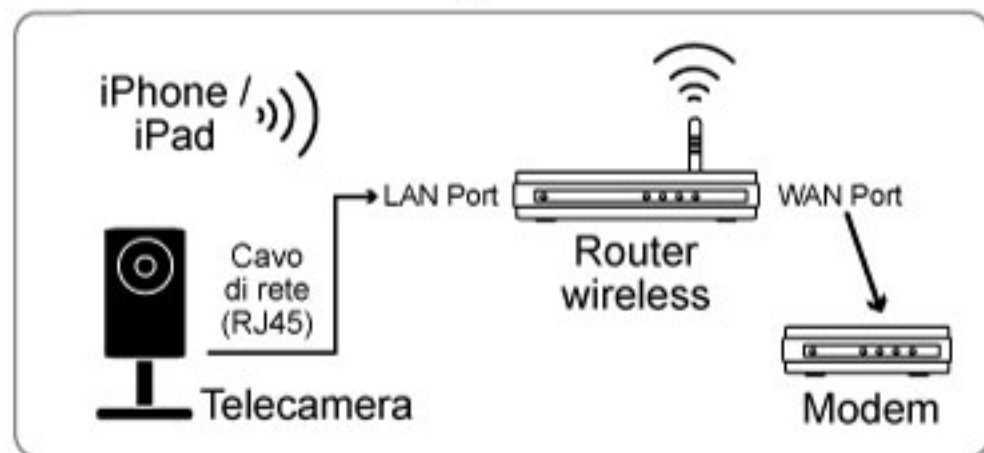 iPhone /
iPad
LAN Port
WAN Port
Router
wireless
Cavo
di rete
(RJ45)
Telecamera
Modem